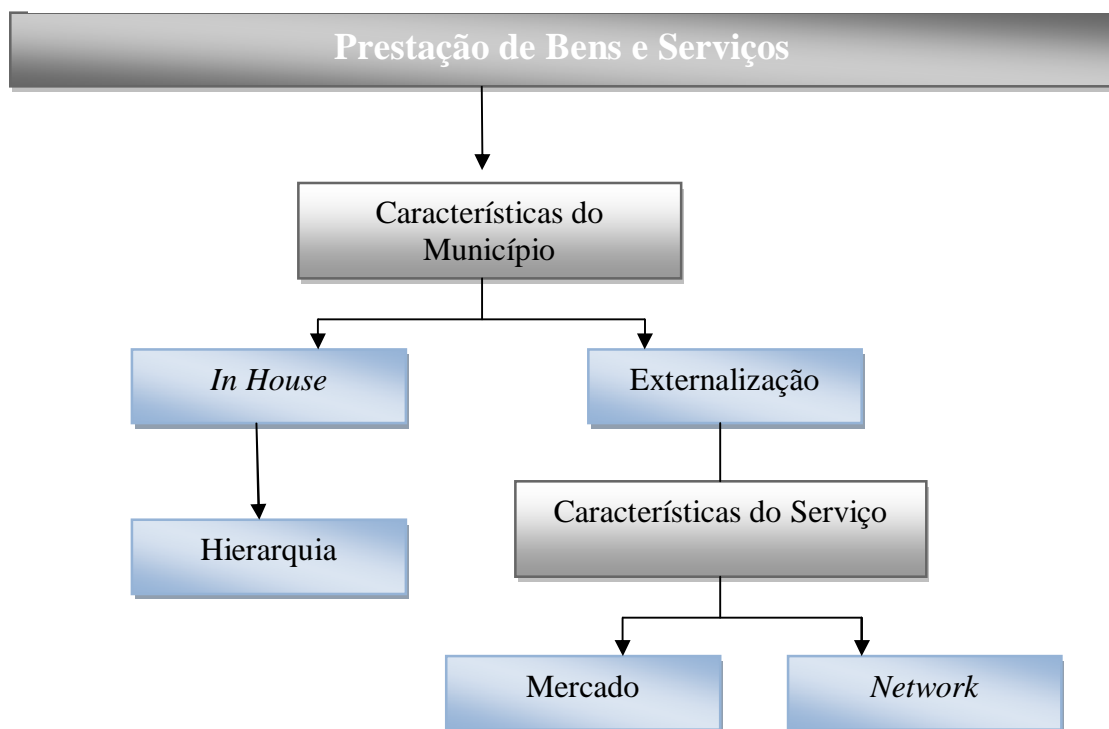 Prestação de Bens e Serviços
Características do
Município
In House
Externalização
Características do Serviço
Hierarquia
Mercado
Network